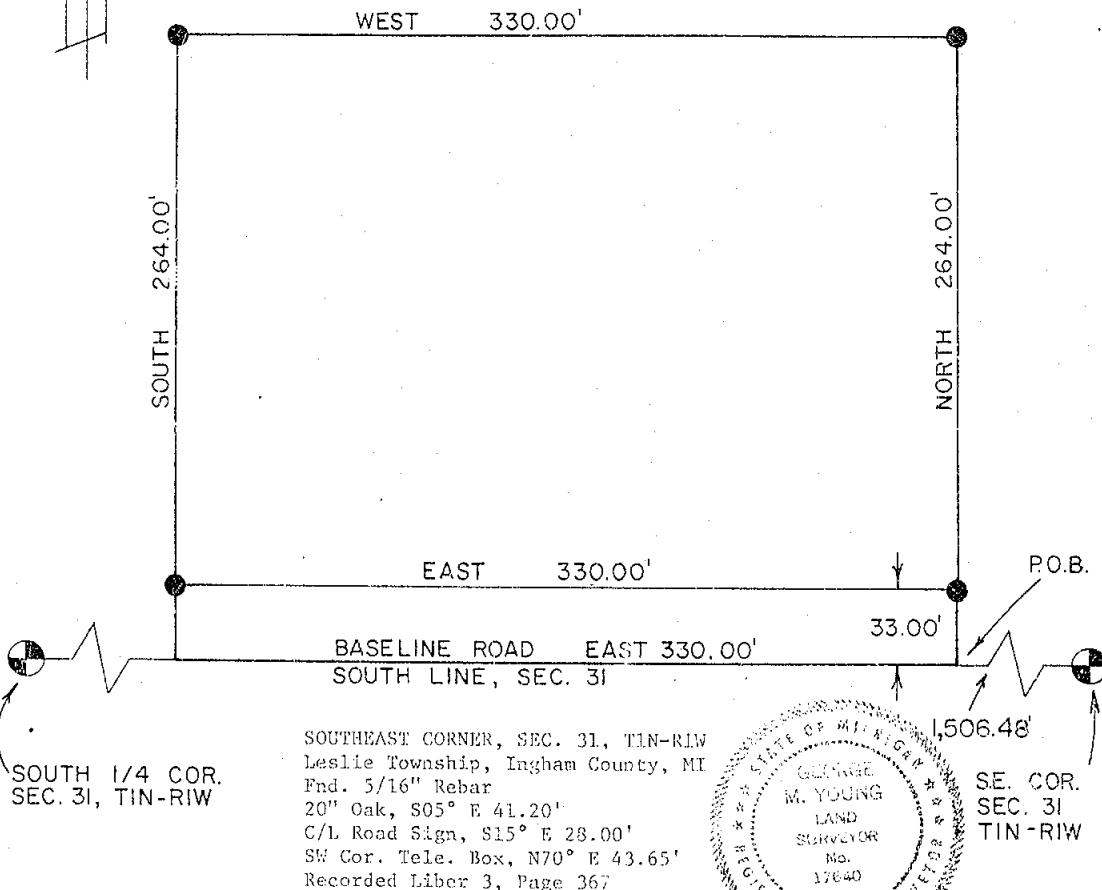 WEST 330.00'
SOUTH 264.00'
NORTH 264.00'
EAST 330.00'
P.O.B.
33.00'
BASELINE ROAD EAST 330.00'
SOUTH LINE, SEC. 31
1,506.48'
SOUTH 1/4 COR.
SEC. 31, T1N-R1W
S.E. COR.
SEC. 31
T1N-R1W
SOUTHEAST CORNER, SEC. 31, T1N-R1W
Leslie Township, Ingham County, MI
Fnd. 5/16" Rebar
20" Oak, S05° E 41.20'
C/L Road Sign, S15° E 28.00'
SW Cor. Tele. Box, N70° E 43.65'
Recorded Liber 3, Page 367
STATE OF MICHIGAN
GEORGE
M. YOUNG
LAND
SURVEYOR
No.
17640